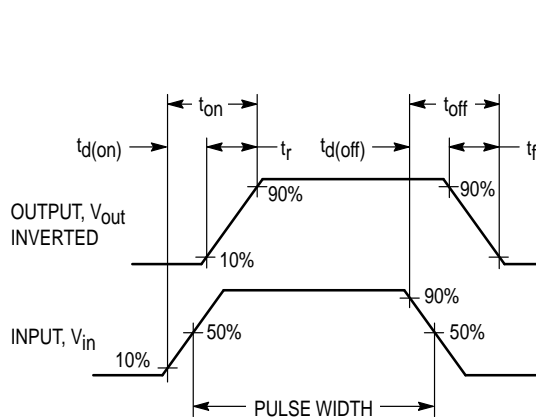 ton
toff
td(on)
tr
td(off)
tf
90%
90%
OUTPUT, Vout
INVERTED
10%
90%
INPUT, Vin
50%
50%
10%
PULSE WIDTH